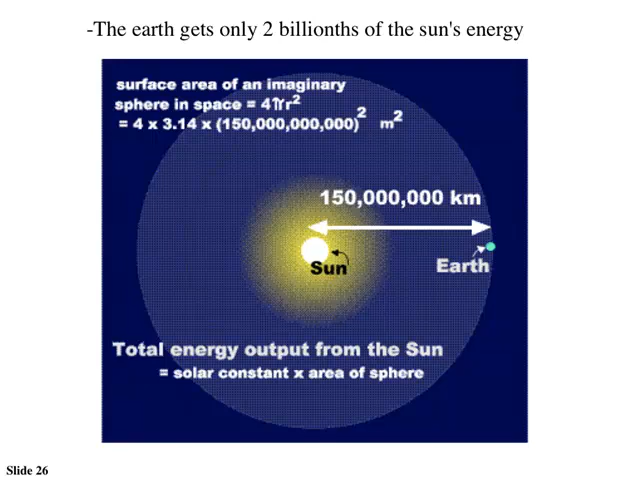 -The earth gets only 2 billionths of the sun's energy
surface area of an imaginary
sphere in space = 4πr²
= 4 x 3.14 x (150,000,000,000)² m²
150,000,000 km
Sun
Earth
Total energy output from the Sun
= solar constant x area of sphere
Slide 26